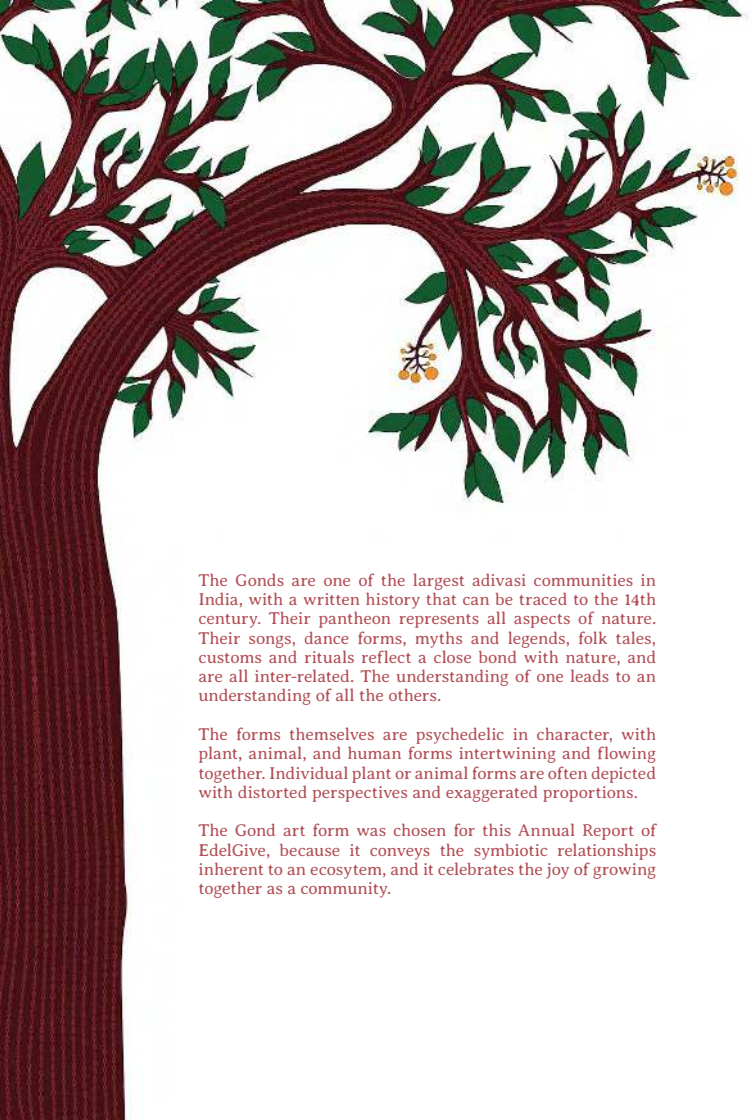 The Gonds are one of the largest adivasi communities in
India, with a written history that can be traced to the 14th
century. Their pantheon represents all aspects of nature.
Their songs, dance forms, myths and legends, folk tales,
customs and rituals reflect a close bond with nature, and
are all inter-related. The understanding of one leads to an
understanding of all the others.
The forms themselves are psychedelic in character, with
plant, animal, and human forms intertwining and flowing
together. Individual plant or animal forms are often depicted
with distorted perspectives and exaggerated proportions.
The Gond art form was chosen for this Annual Report of
EdelGive, because it conveys the symbiotic relationships
inherent to an ecosytem, and it celebrates the joy of growing
together as a community.